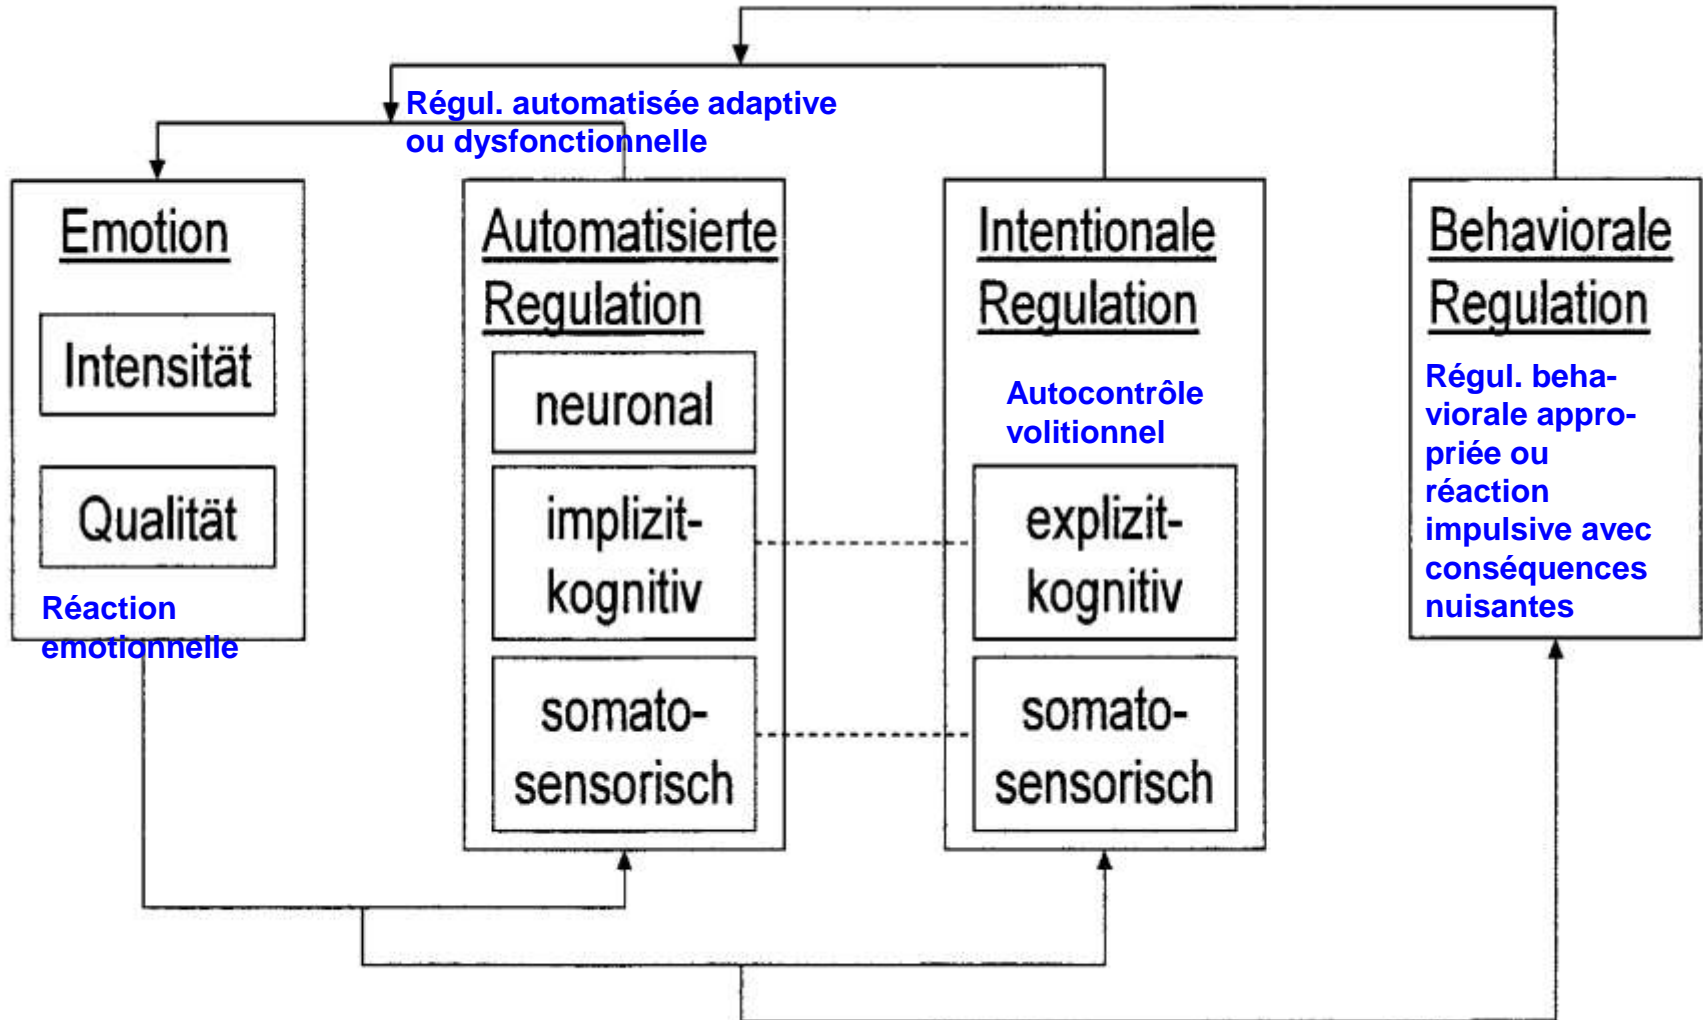 Régul. automatisée adaptive
ou dysfonctionnelle
Emotion
Intensität
Qualität
Réaction
emotionnelle
Automatisierte
Regulation
neuronal
implizit-
kognitiv
somato-
sensorisch
Intentionale
Regulation
Autocontrôle
volitionnel
explizit-
kognitiv
somato-
sensorisch
Behaviorale
Regulation
Régul. beha-
viorale appro-
priée ou
réaction
impulsive avec
conséquences
nuisantes